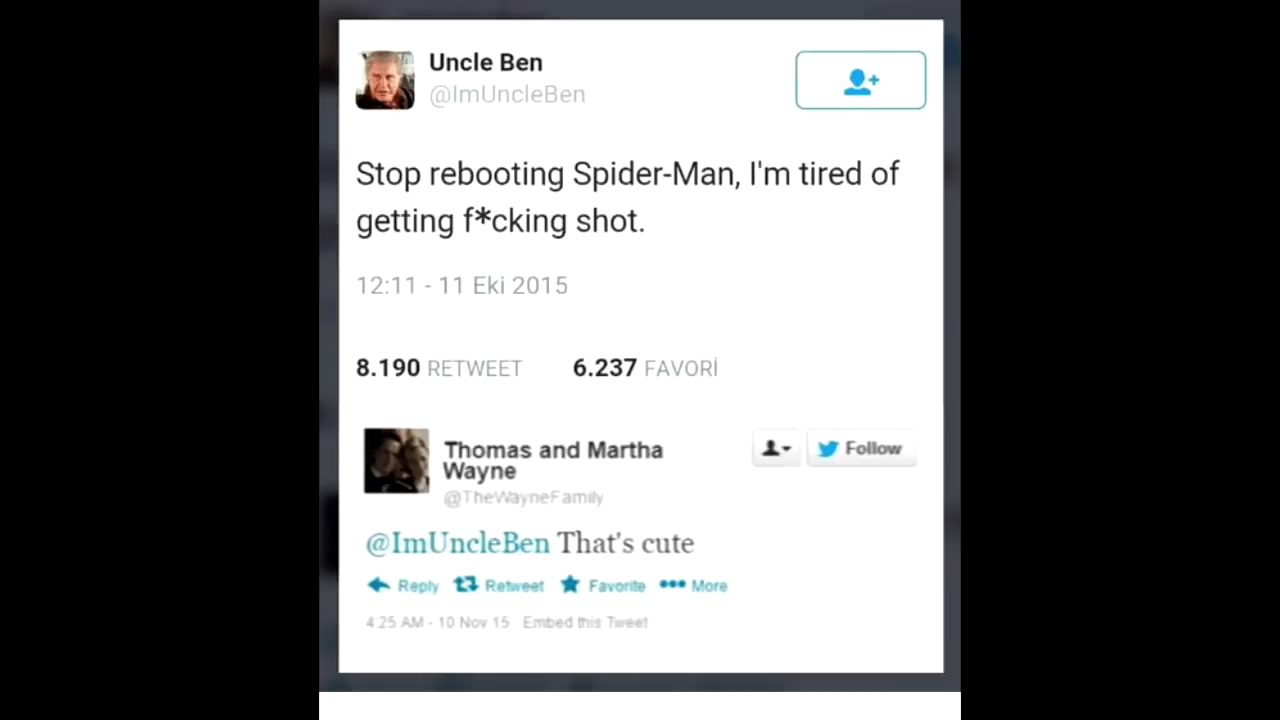 Uncle Ben
@ImUncleBen
Stop rebooting Spider-Man, I'm tired of
getting f*cking shot.
12:11 - 11 Eki 2015
8.190 RETWEET 6.237 FAVORİ
Thomas and Martha
Wayne
Follow
@TheWayneFamily
@ImUncleBen That's cute
Reply Retweet Favorite More
4:25 AM - 10 Nov 15 Embed this Tweet